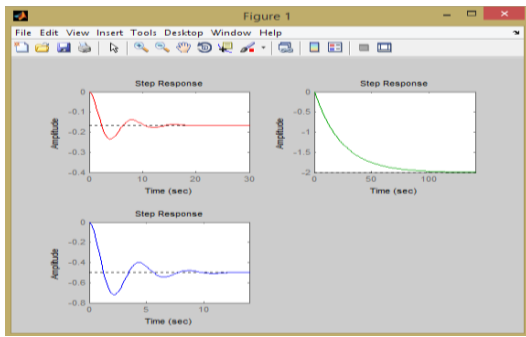 Figure 1
File Edit View Insert Tools Desktop Window Help
Step Response
Amplitude
0
-0.1
-0.2
-0.3
-0.4
0 10 20 30
Time (sec)
Step Response
Amplitude
0
-0.5
-1
-1.5
-2
0 50 100
Time (sec)
Step Response
Amplitude
0
-0.2
-0.4
-0.6
-0.8
0 5 10
Time (sec)